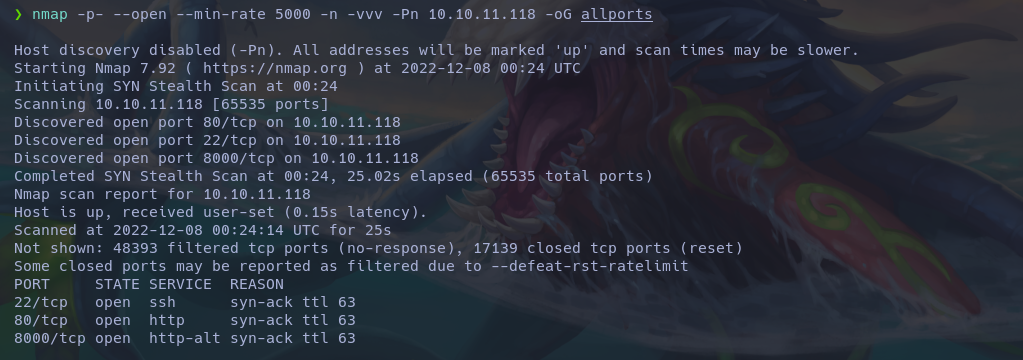 ❯ nmap -p- --open --min-rate 5000 -n -vvv -Pn 10.10.11.118 -oG allports
Host discovery disabled (-Pn). All addresses will be marked 'up' and scan times may be slower.
Starting Nmap 7.92 ( https://nmap.org ) at 2022-12-08 00:24 UTC
Initiating SYN Stealth Scan at 00:24
Scanning 10.10.11.118 [65535 ports]
Discovered open port 80/tcp on 10.10.11.118
Discovered open port 22/tcp on 10.10.11.118
Discovered open port 8000/tcp on 10.10.11.118
Completed SYN Stealth Scan at 00:24, 25.02s elapsed (65535 total ports)
Nmap scan report for 10.10.11.118
Host is up, received user-set (0.15s latency).
Scanned at 2022-12-08 00:24:14 UTC for 25s
Not shown: 48393 filtered tcp ports (no-response), 17139 closed tcp ports (reset)
Some closed ports may be reported as filtered due to --defeat-rst-ratelimit
PORT     STATE SERVICE  REASON
22/tcp   open  ssh      syn-ack ttl 63
80/tcp   open  http     syn-ack ttl 63
8000/tcp open  http-alt syn-ack ttl 63